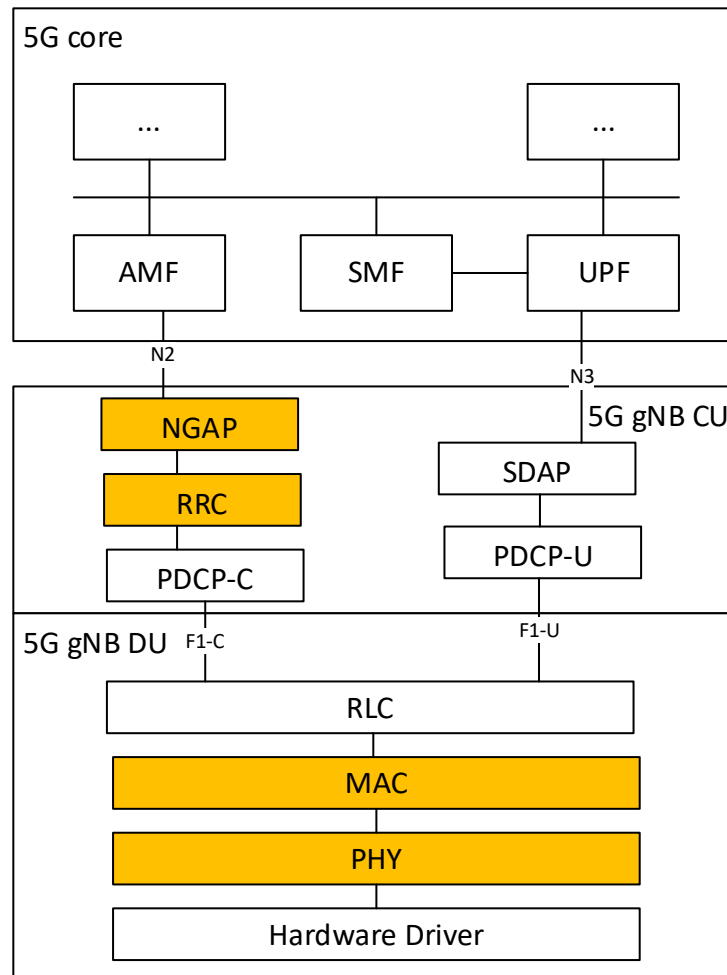 5G core
...
...
AMF
SMF
UPF
N2
N3
NGAP
5G gNB CU
RRC
SDAP
PDCP-C
PDCP-U
5G gNB DU
F1-C
F1-U
RLC
MAC
PHY
Hardware Driver